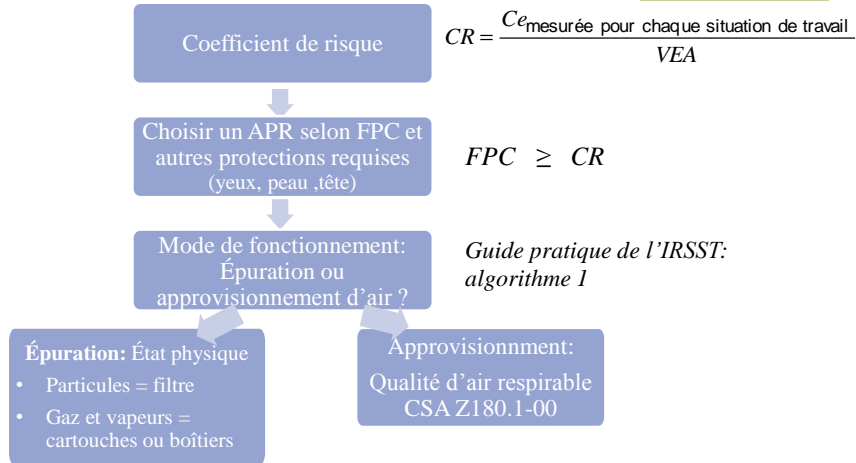 Coefficient de risque
CR = Ce mesurée pour chaque situation de travail / VEA
Choisir un APR selon FPC et
autres protections requises
(yeux, peau ,tête)
FPC ≥ CR
Mode de fonctionnement:
Épuration ou
approvisionnement d'air ?
Guide pratique de l'IRSST:
algorithme 1
Épuration: État physique
• Particules = filtre
• Gaz et vapeurs =
cartouches ou boîtiers
Approvisionnment:
Qualité d'air respirable
CSA Z180.1-00